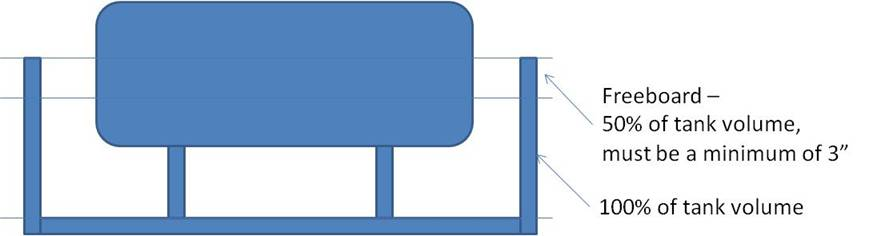 Freeboard –
50% of tank volume,
must be a minimum of 3”
100% of tank volume